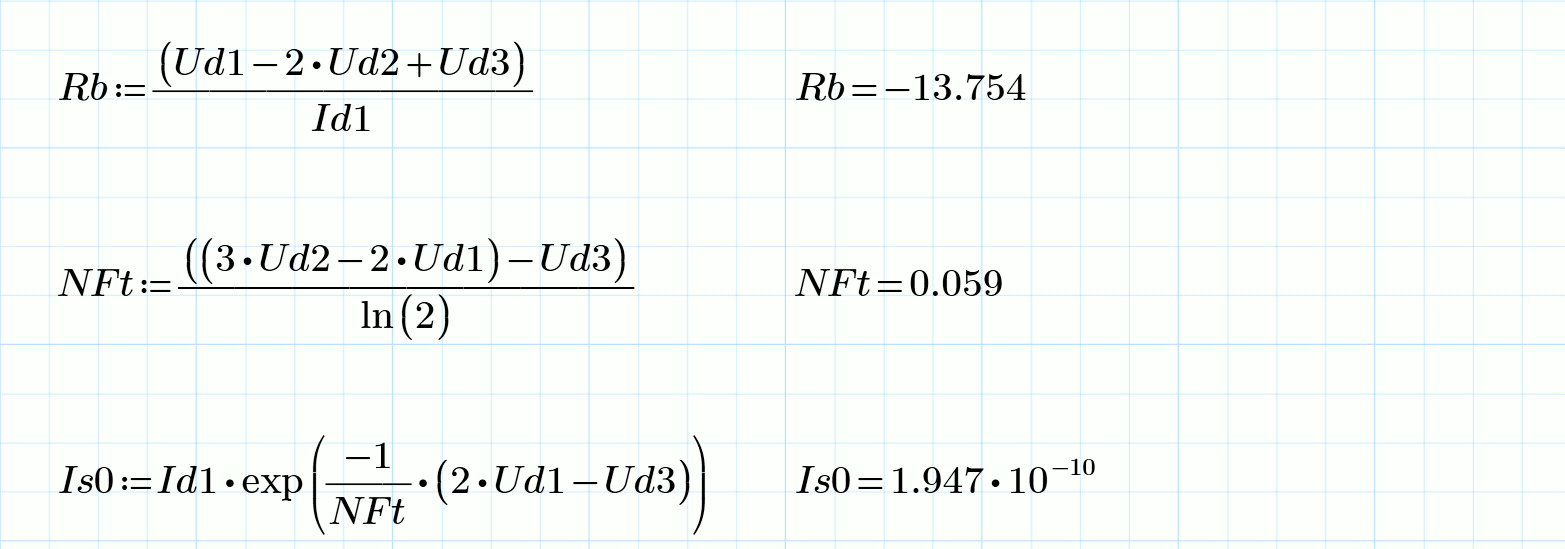 Rb:=(Ud1−2·Ud2+Ud3)/Id1 Rb=−13.754
NFt:=((3·Ud2−2·Ud1)−Ud3)/ln(2) NFt=0.059
Is0:=Id1·exp(−1/NFt·(2·Ud1−Ud3)) Is0=1.947·10⁻¹⁰